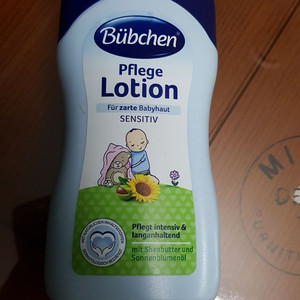 Bübchen
Pflege
Lotion
Für zarte Babyhaut
SENSITIV
Pflegt intensiv &
langanhaltend
mit Sheabutter und
Sonnenblumenöl